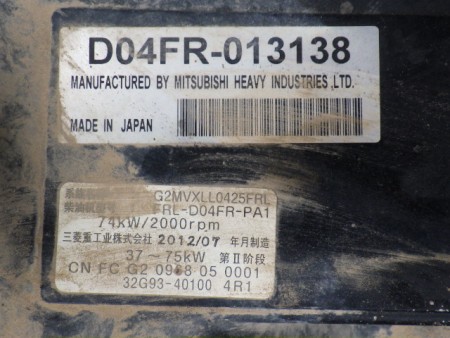 D04FR-013138
MANUFACTURED BY MITSUBISHI HEAVY INDUSTRIES ,LTD.
MADE IN JAPAN
G2MVXLL0425FRL
FRL-D04FR-PA1
74kW/2000rpm
三菱重工业株式会社 2012/07 年月制造
37～75kW 第Ⅱ阶段
CN FC G2 05 0001
32G93-40100 4R1